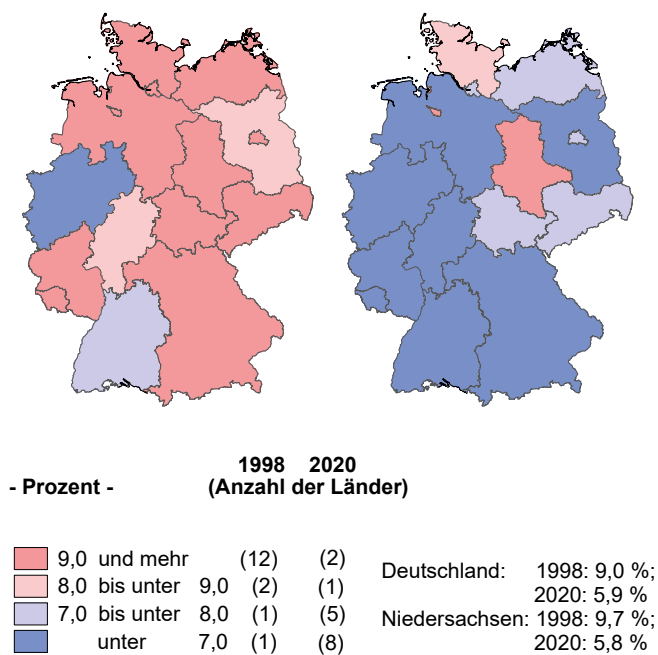 1998 2020
- Prozent - (Anzahl der Länder)
9,0 und mehr (12) (2)
8,0 bis unter 9,0 (2) (1)
7,0 bis unter 8,0 (1) (5)
unter 7,0 (1) (8)
Deutschland: 1998: 9,0 %;
2020: 5,9 %
Niedersachsen: 1998: 9,7 %;
2020: 5,8 %